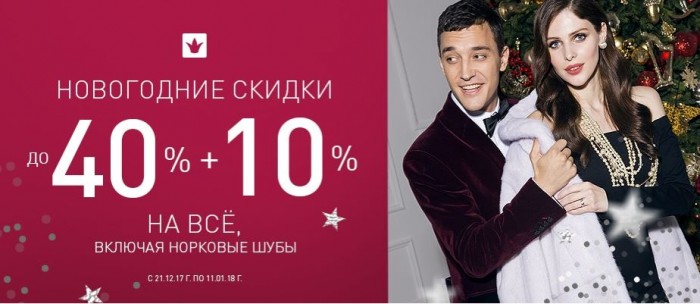 НОВОГОДНИЕ СКИДКИ
до 40% + 10%
НА ВСЁ,
ВКЛЮЧАЯ НОРКОВЫЕ ШУБЫ
С 21.12.17 Г. ПО 11.01.18 Г.